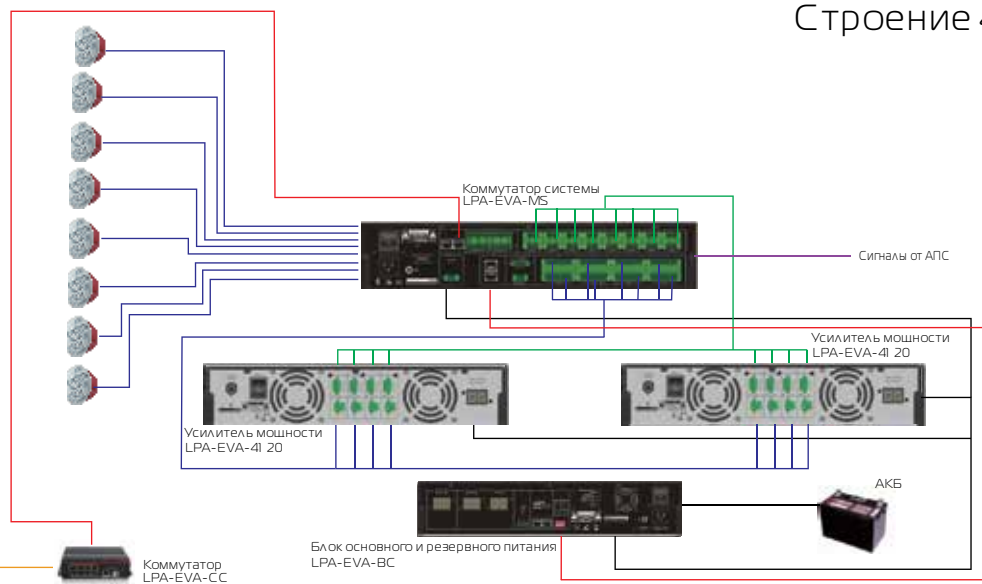 Строение 4
Коммутатор системы
LPA-EVA-MS
Сигналы от АПС
Усилитель мощности
LPA-EVA-41 20
Усилитель мощности
LPA-EVA-41 20
АКБ
Блок основного и резервного питания
LPA-EVA-BC
Коммутатор
LPA-EVA-CC